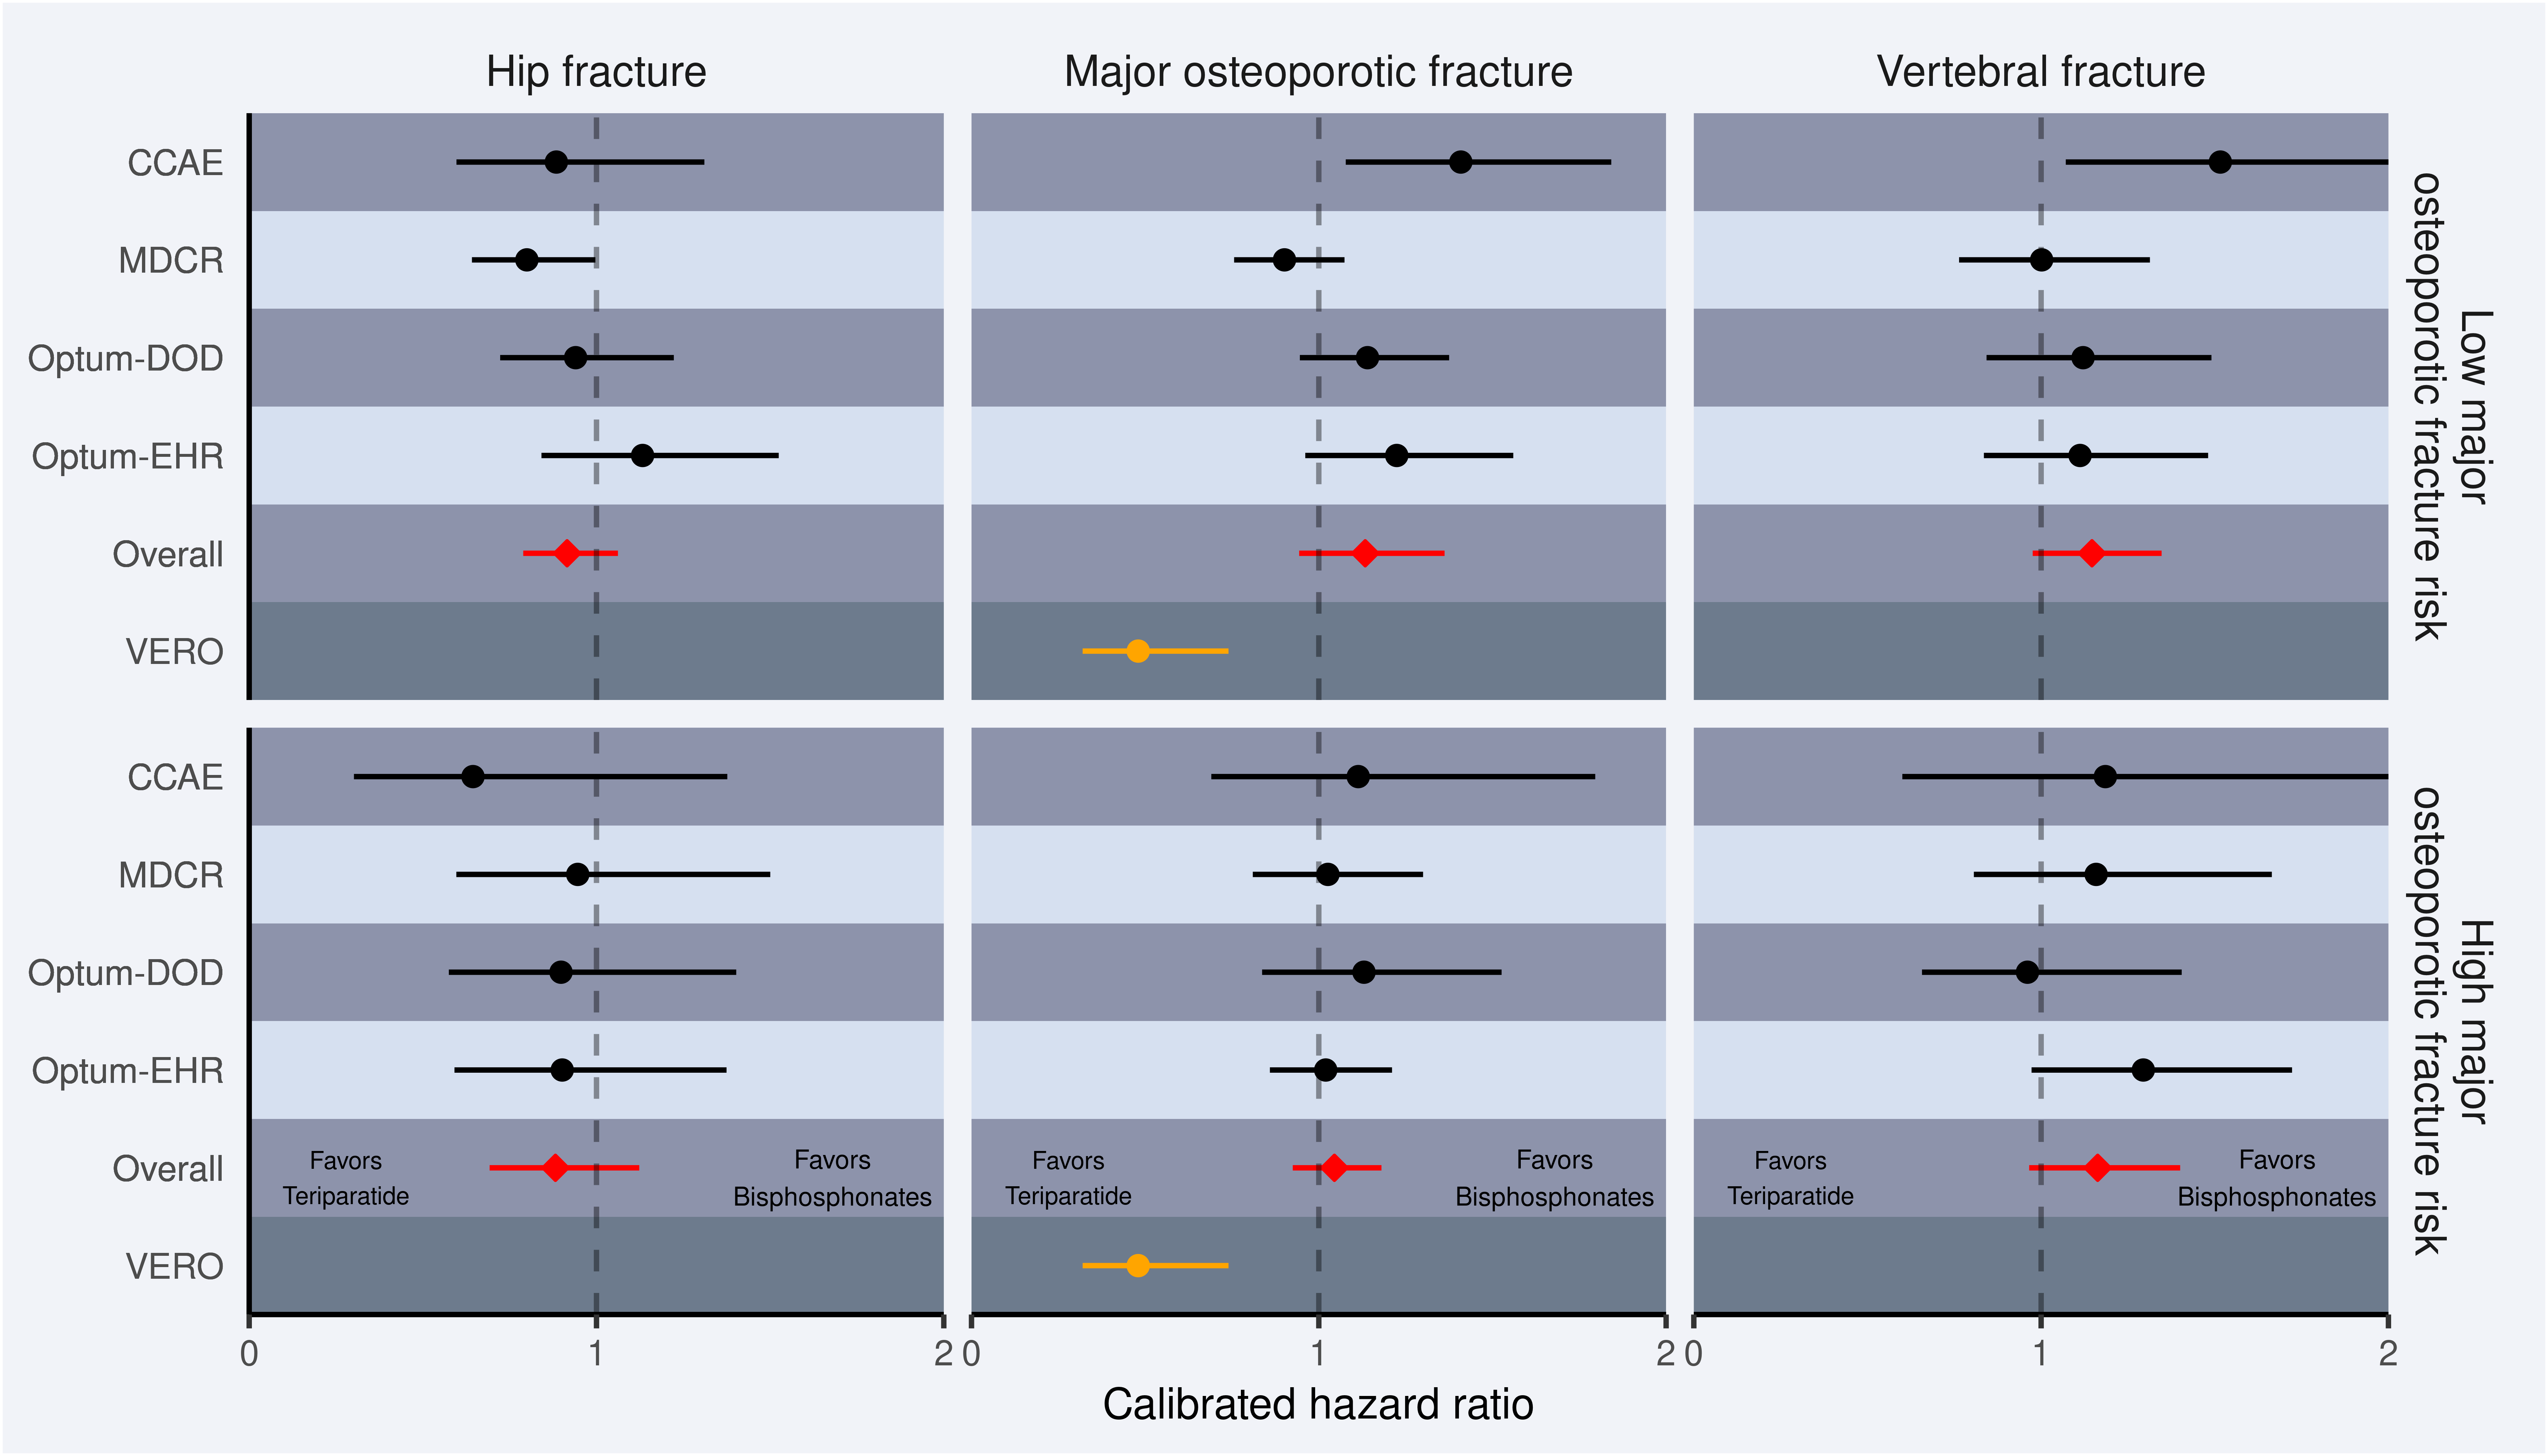 Hip fracture
Major osteoporotic fracture
Vertebral fracture
CCAE
MDCR
Optum-DOD
Optum-EHR
Overall
VERO
Low major
osteoporotic fracture risk
CCAE
MDCR
Optum-DOD
Optum-EHR
Overall
VERO
Favors
Teriparatide
Favors
Bisphosphonates
Favors
Teriparatide
Favors
Bisphosphonates
Favors
Teriparatide
Favors
Bisphosphonates
High major
osteoporotic fracture risk
0 1 2 0 1 2 0 1 2
Calibrated hazard ratio